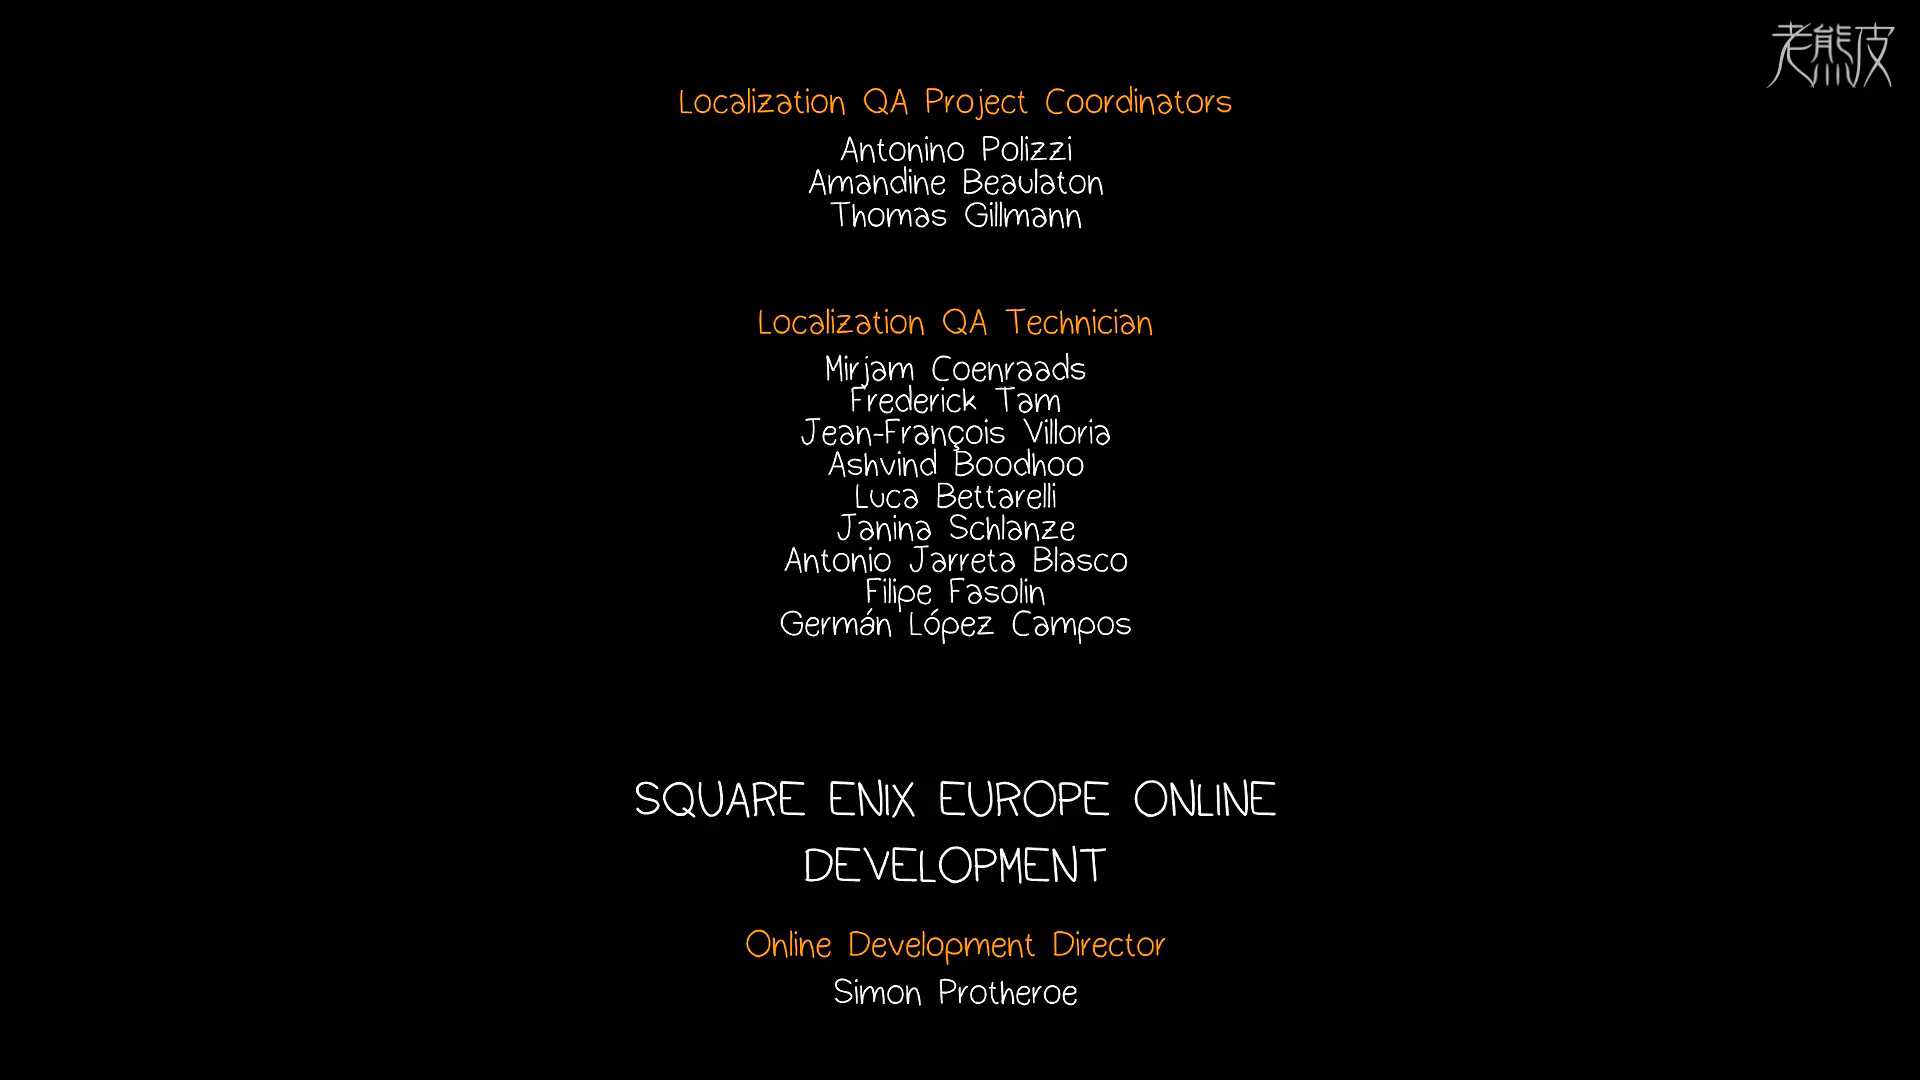 老熊皮
Localization QA Project Coordinators
Antonino Polizzi
Amandine Beaulaton
Thomas Gillmann
Localization QA Technician
Mirjam Coenraads
Frederick Tam
Jean-François Villoria
Ashvind Boodhoo
Luca Bettarelli
Janina Schlanze
Antonio Jarreta Blasco
Filipe Fasolin
Germán López Campos
SQUARE ENIX EUROPE ONLINE
DEVELOPMENT
Online Development Director
Simon Protheroe